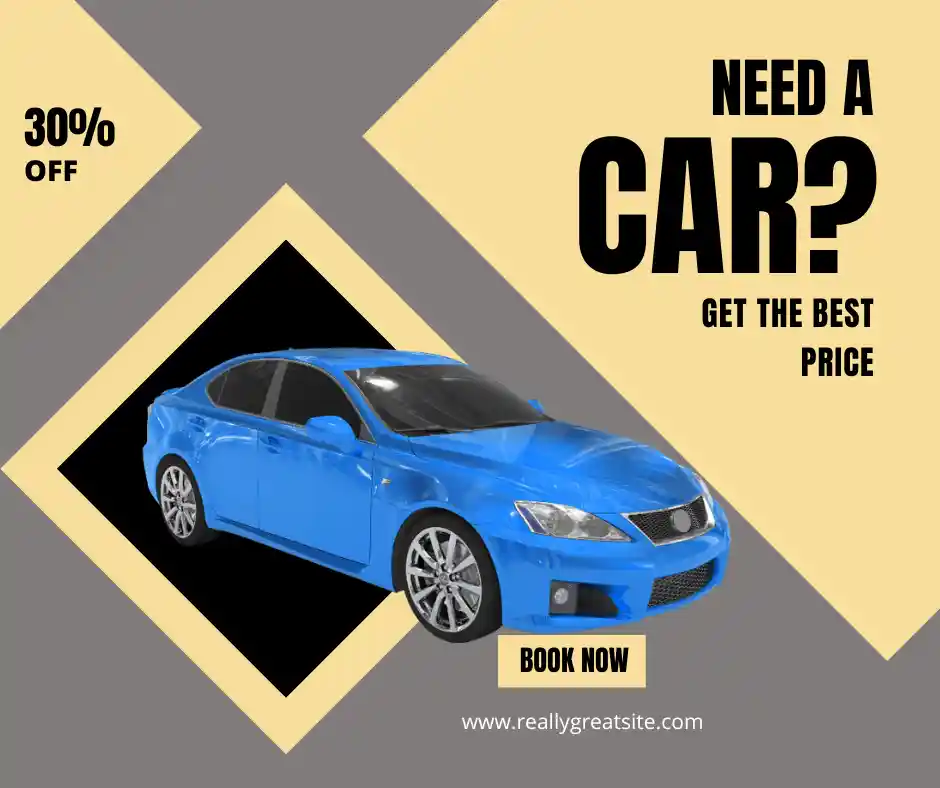 30%
OFF
NEED A
CAR?
GET THE BEST
PRICE
BOOK NOW
www.reallygreatsite.com